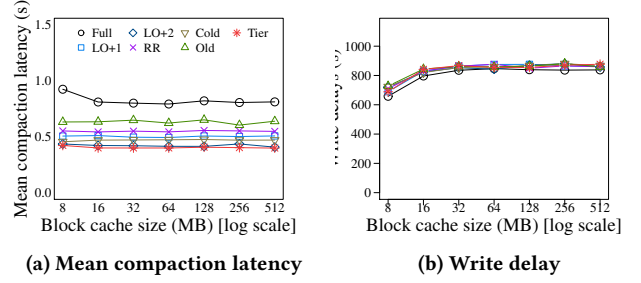 Mean compaction latency (s)
1.5
1.0
0.5
0.0
Full LO+2 Cold Tier
LO+1 RR Old
8 16 32 64 128 256 512
Block cache size (MB) [log scale]
(a) Mean compaction latency
1000
800
600
400
200
0
8 16 32 64 128 256 512
Block cache size (MB) [log scale]
(b) Write delay